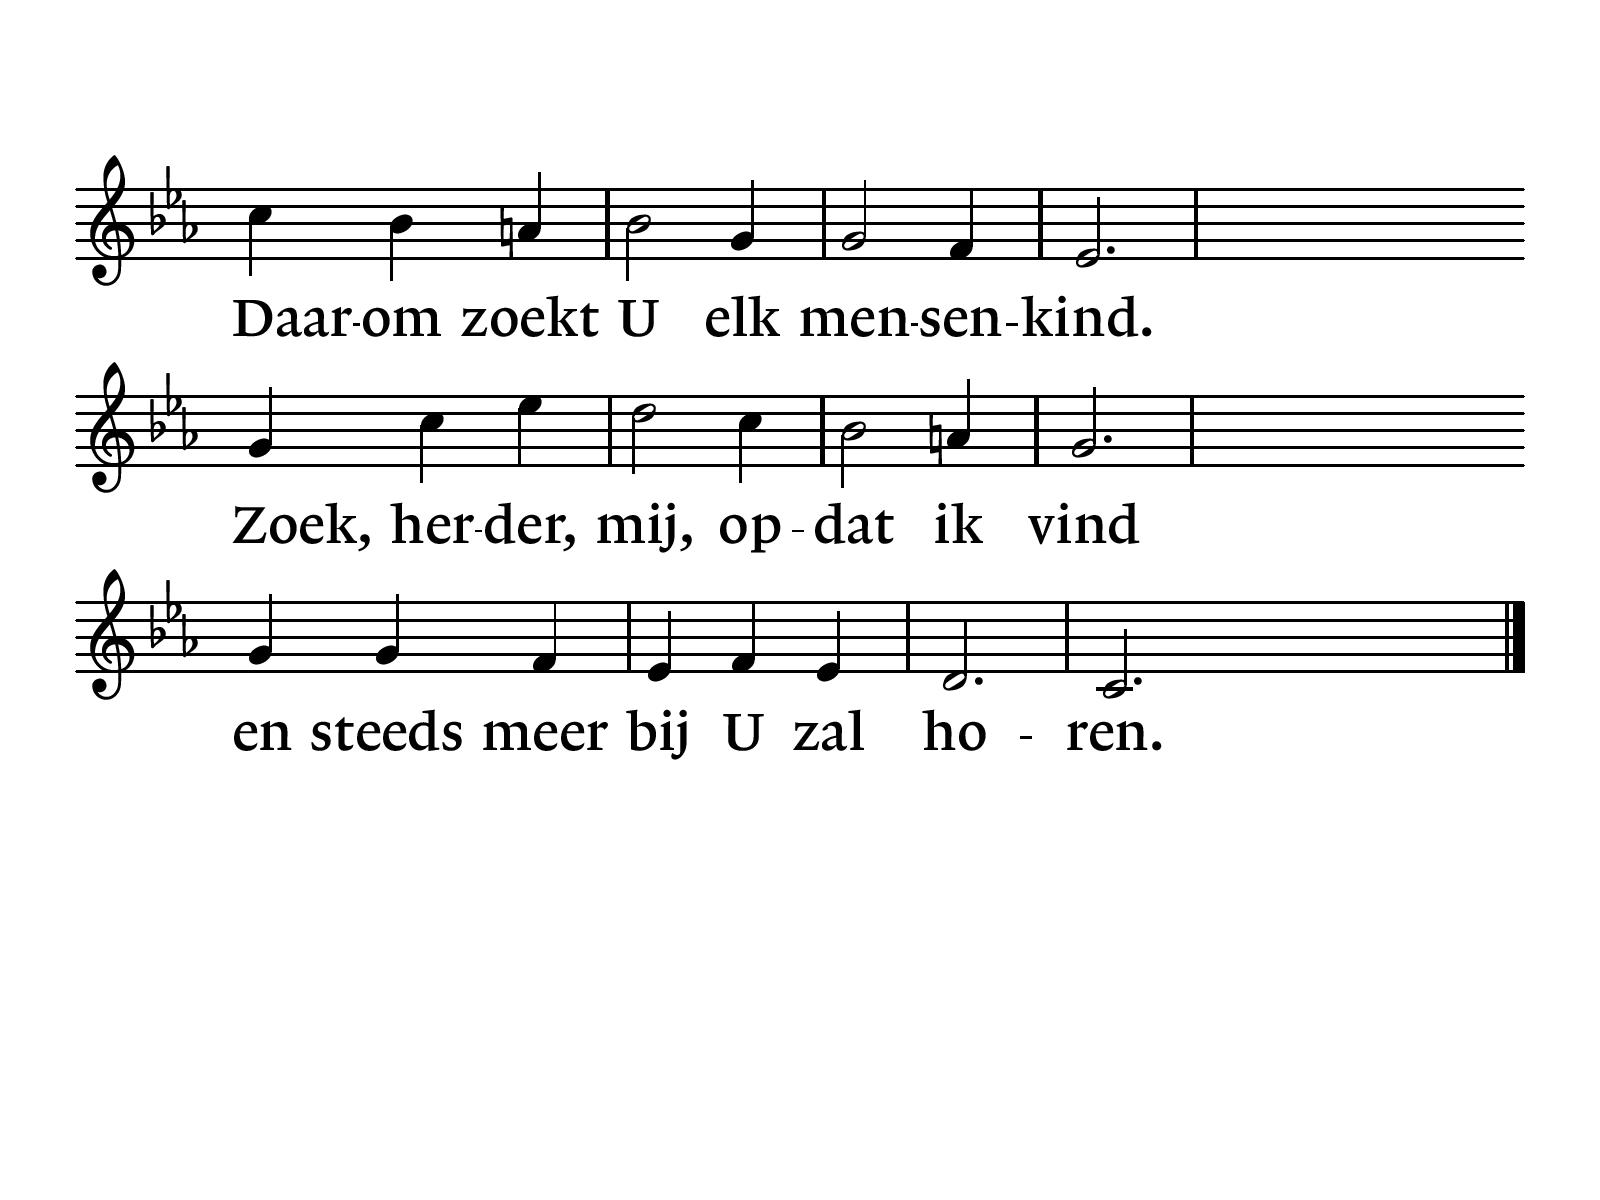 Daar-om zoekt U elk men-sen-kind.
Zoek, her-der, mij, op-dat ik vind
en steeds meer bij U zal ho - ren.